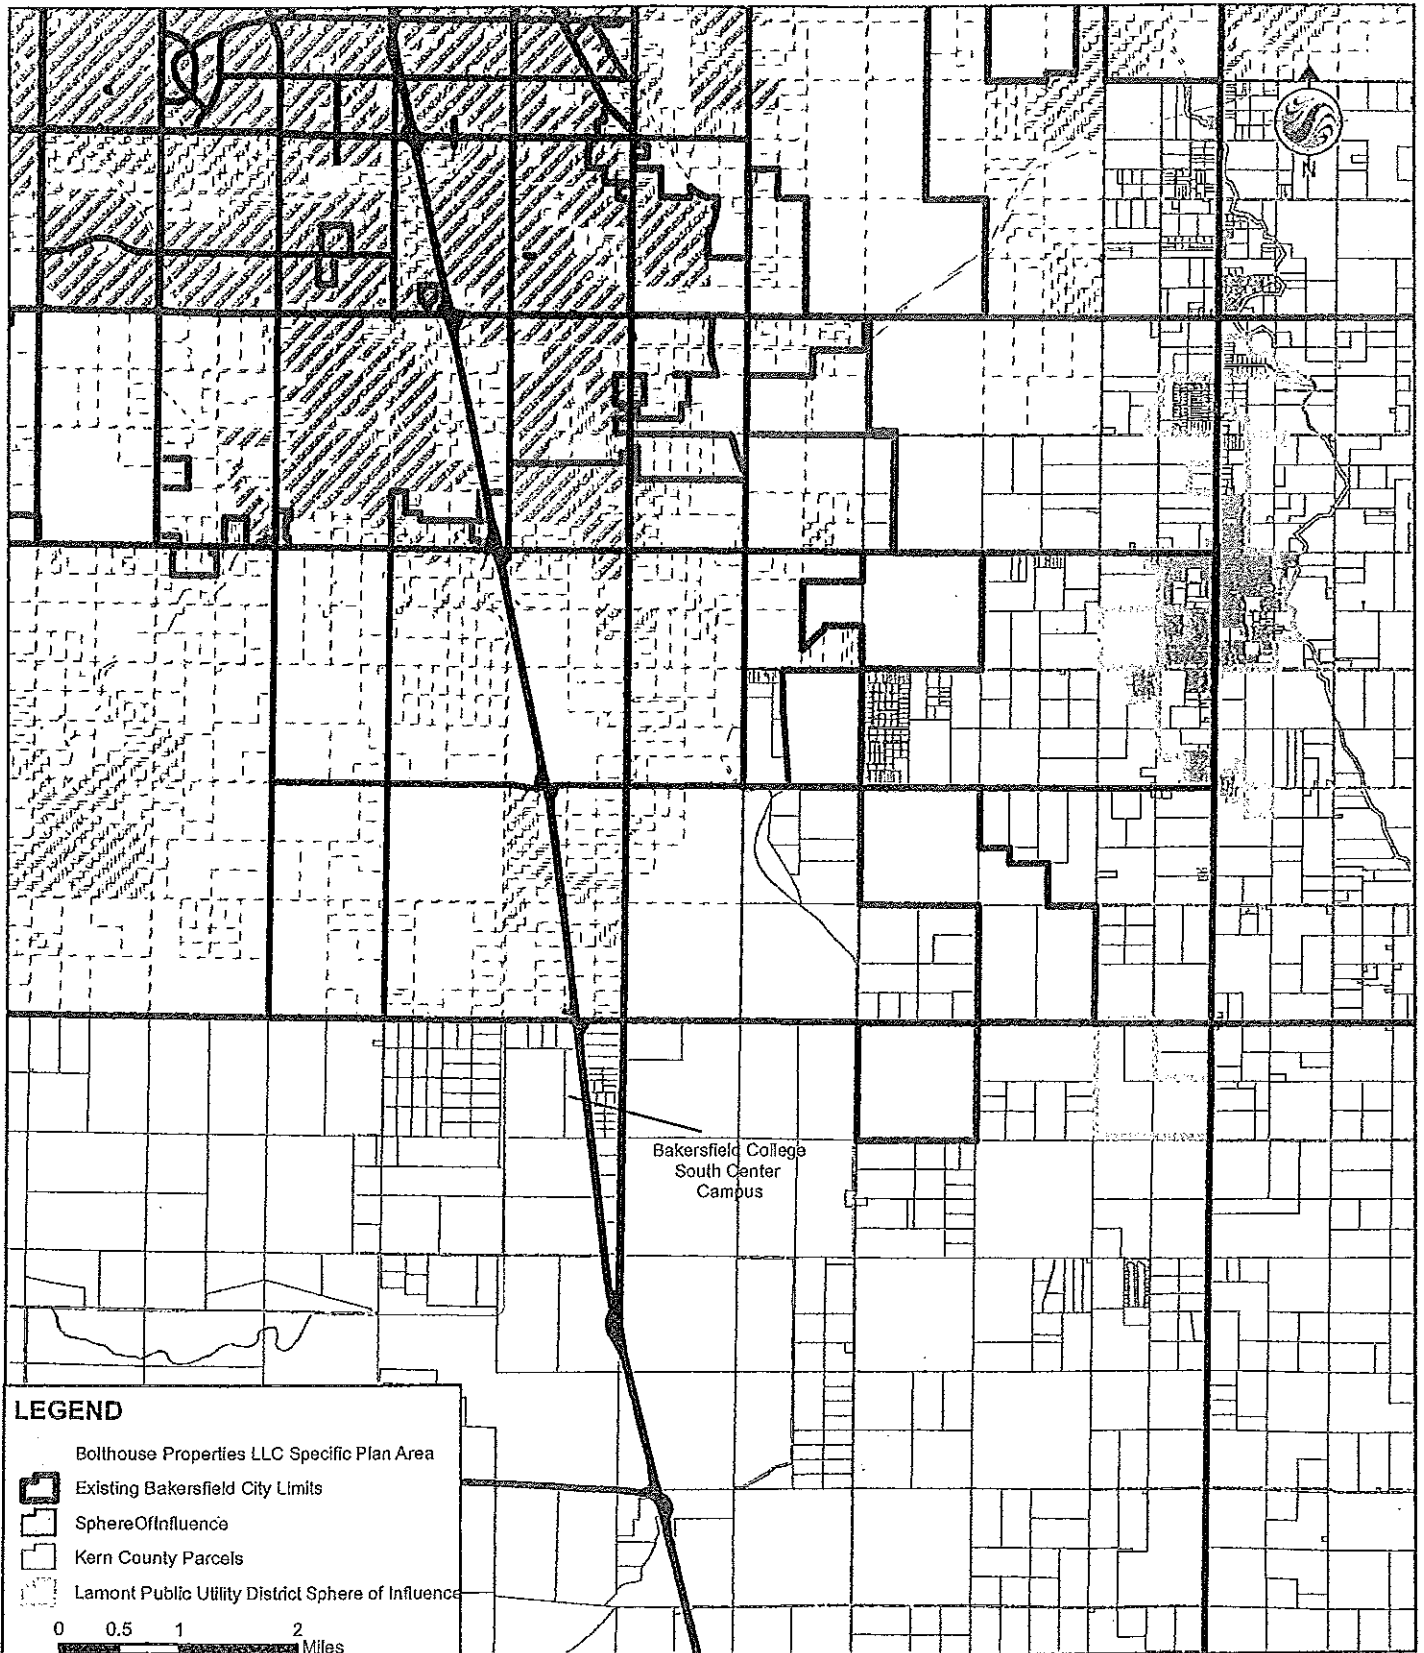 N
Bakersfield College
South Center
Campus
LEGEND
Bolthouse Properties LLC Specific Plan Area
Existing Bakersfield City Limits
SphereOfInfluence
Kern County Parcels
Lamont Public Utility District Sphere of Influence
0 0.5 1 2
Miles